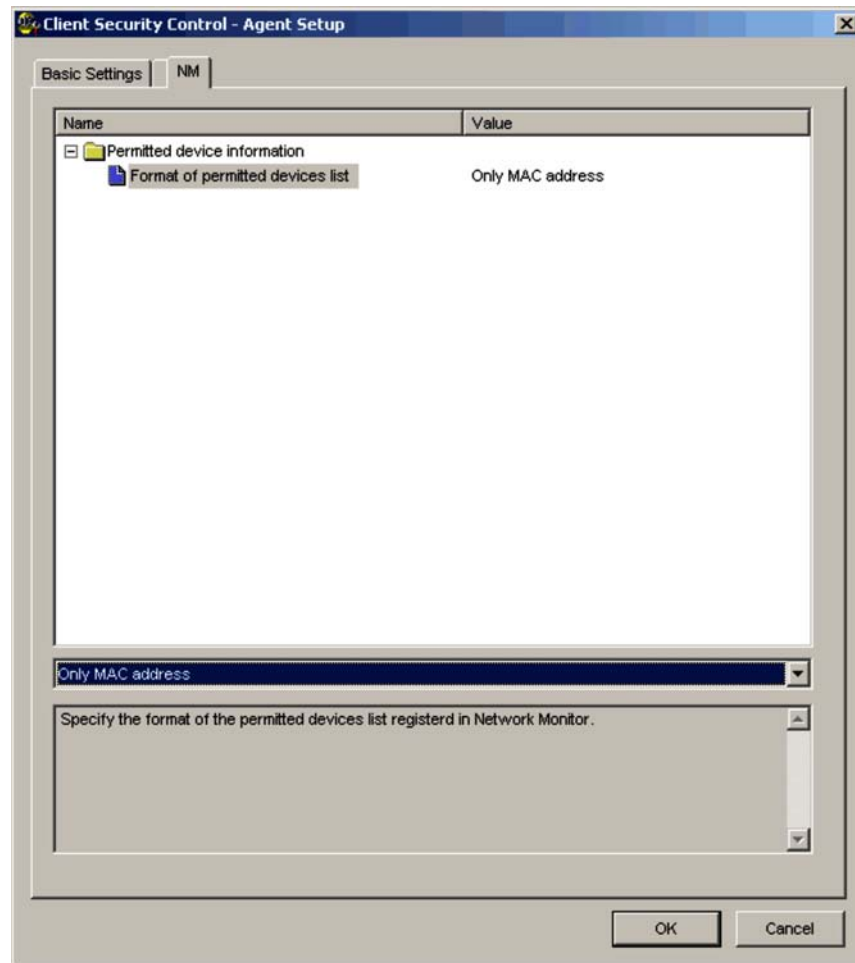 Client Security Control - Agent Setup
Basic Settings NM
Name Value
Permitted device information
Format of permitted devices list Only MAC address
Only MAC address
Specify the format of the permitted devices list registerd in Network Monitor.
OK Cancel